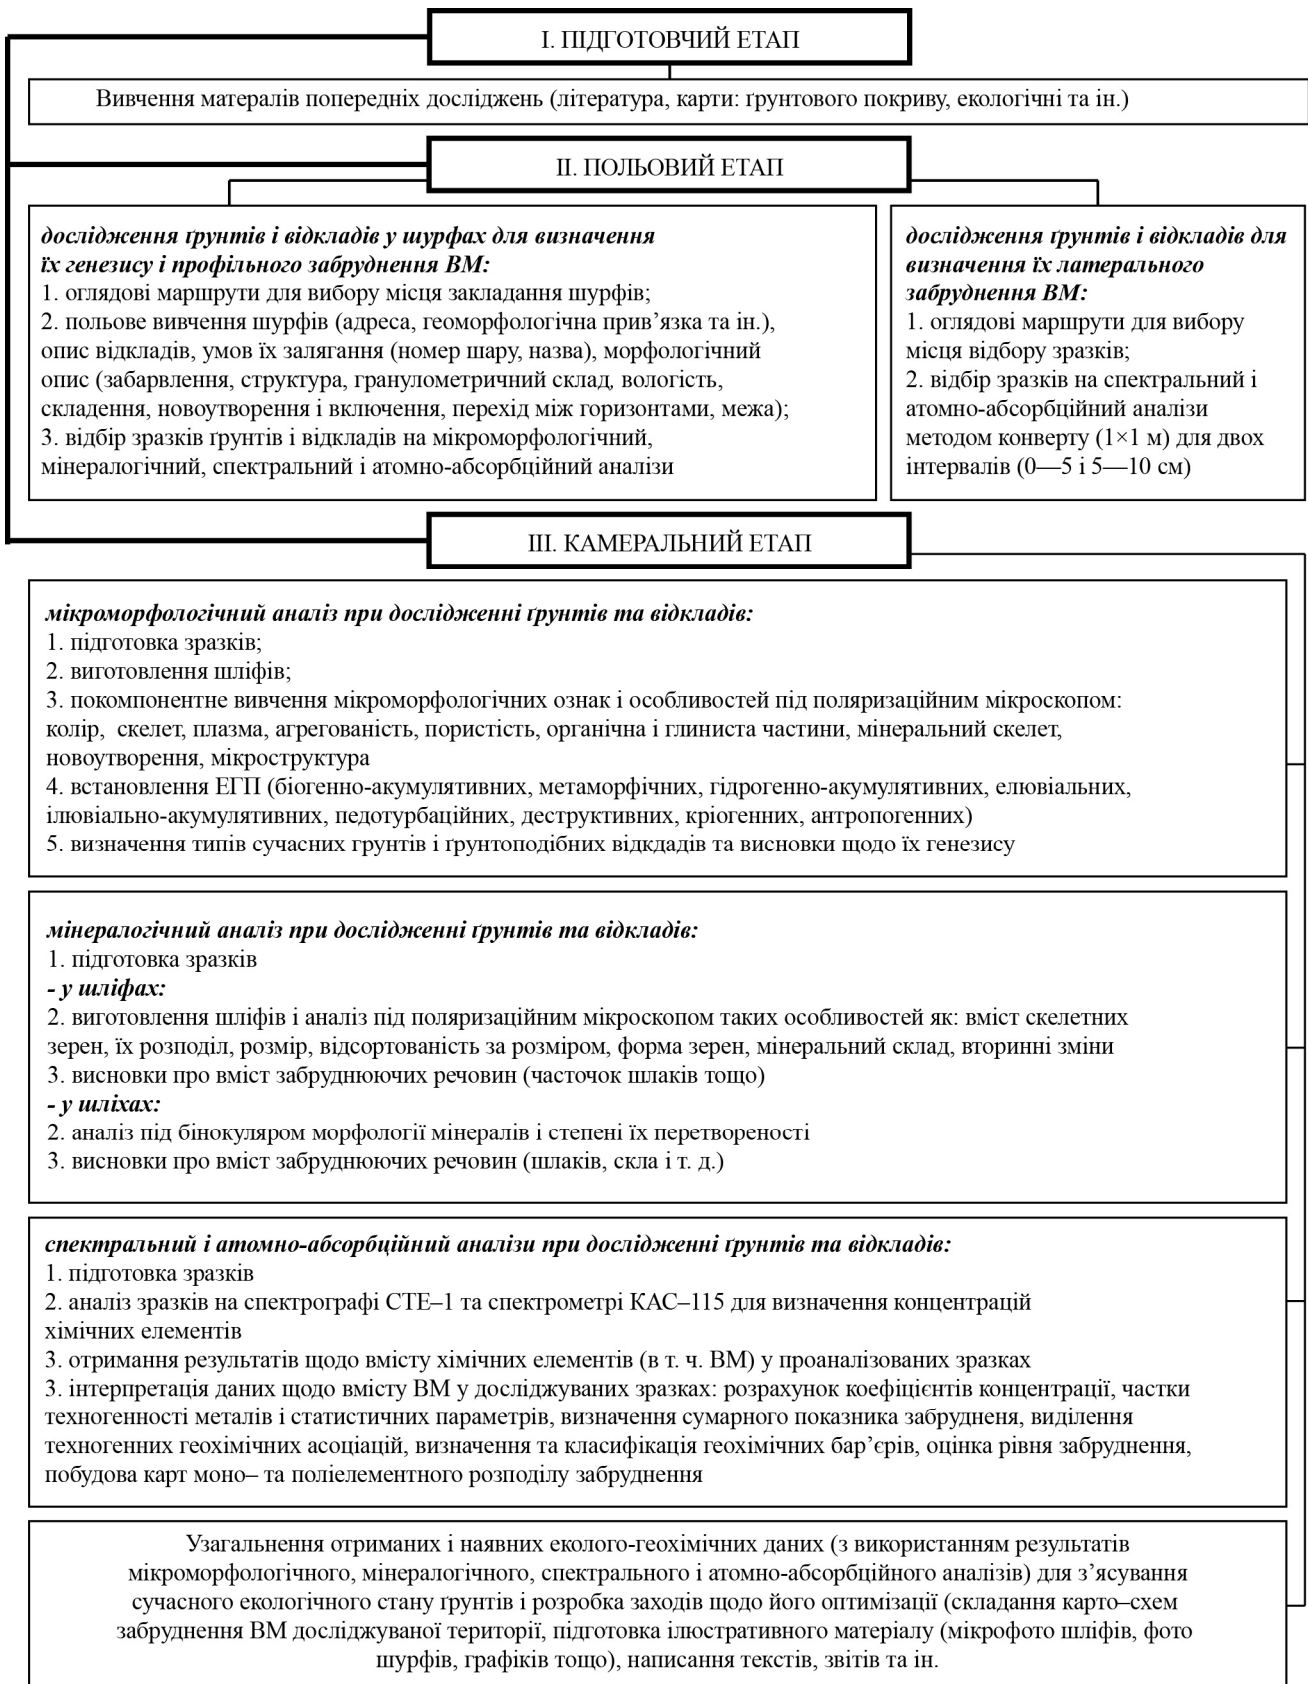 І. ПІДГОТОВЧИЙ ЕТАП
Вивчення матералів попередніх досліджень (література, карти: ґрунтового покриву, екологічні та ін.)
ІІ. ПОЛЬОВИЙ ЕТАП
дослідження ґрунтів і відкладів у шурфах для визначення
їх генезису і профільного забруднення ВМ:
1. оглядові маршрути для вибору місця закладання шурфів;
2. польове вивчення шурфів (адреса, геоморфологічна прив’язка та ін.),
опис відкладів, умов їх залягання (номер шару, назва), морфологічний
опис (забарвлення, структура, гранулометричний склад, вологість,
складення, новоутворення і включення, перехід між горизонтами, межа);
3. відбір зразків ґрунтів і відкладів на мікроморфологічний,
мінералогічний, спектральний і атомно-абсорбційний аналізи
дослідження ґрунтів і відкладів для
визначення їх латерального
забруднення ВМ:
1. оглядові маршрути для вибору
місця відбору зразків;
2. відбір зразків на спектральний і
атомно-абсорбційний аналізи
методом конверту (1×1 м) для двох
інтервалів (0—5 і 5—10 см)
ІІІ. КАМЕРАЛЬНИЙ ЕТАП
мікроморфологічний аналіз при дослідженні ґрунтів та відкладів:
1. підготовка зразків;
2. виготовлення шліфів;
3. покомпонентне вивчення мікроморфологічних ознак і особливостей під поляризаційним мікроскопом:
колір, скелет, плазма, агрегованість, пористість, органічна і глиниста частини, мінеральний скелет,
новоутворення, мікроструктура
4. встановлення ЕГП (біогенно-акумулятивних, метаморфічних, гідрогенно-акумулятивних, елювіальних,
ілювіально-акумулятивних, педотурбаційних, деструктивних, кріогенних, антропогенних)
5. визначення типів сучасних грунтів і ґрунтоподібних відкдадів та висновки щодо їх генезису
мінералогічний аналіз при дослідженні ґрунтів та відкладів:
1. підготовка зразків
- у шліфах:
2. виготовлення шліфів і аналіз під поляризаційним мікроскопом таких особливостей як: вміст скелетних
зерен, їх розподіл, розмір, відсортованість за розміром, форма зерен, мінеральний склад, вторинні зміни
3. висновки про вміст забруднюючих речовин (часточок шлаків тощо)
- у шліхах:
2. аналіз під бінокуляром морфології мінералів і степені їх перетвореності
3. висновки про вміст забруднюючих речовин (шлаків, скла і т. д.)
спектральний і атомно-абсорбційний аналізи при дослідженні ґрунтів та відкладів:
1. підготовка зразків
2. аналіз зразків на спектрографі СТЕ–1 та спектрометрі КАС–115 для визначення концентрацій
хімічних елементів
3. отримання результатів щодо вмісту хімічних елементів (в т. ч. ВМ) у проаналізованих зразках
3. інтерпретація даних щодо вмісту ВМ у досліджуваних зразках: розрахунок коефіцієнтів концентрації, частки
техногенності металів і статистичних параметрів, визначення сумарного показника забрудненя, виділення
техногенних геохімічних асоціацій, визначення та класифікація геохімічних бар’єрів, оцінка рівня забруднення,
побудова карт моно– та поліелементного розподілу забруднення
Узагальнення отриманих і наявних еколого-геохімічних даних (з використанням результатів
мікроморфологічного, мінералогічного, спектрального і атомно-абсорбційного аналізів) для з’ясування
сучасного екологічного стану ґрунтів і розробка заходів щодо його оптимізації (складання карто–схем
забруднення ВМ досліджуваної території, підготовка ілюстративного матеріалу (мікрофото шліфів, фото
шурфів, графіків тощо), написання текстів, звітів та ін.